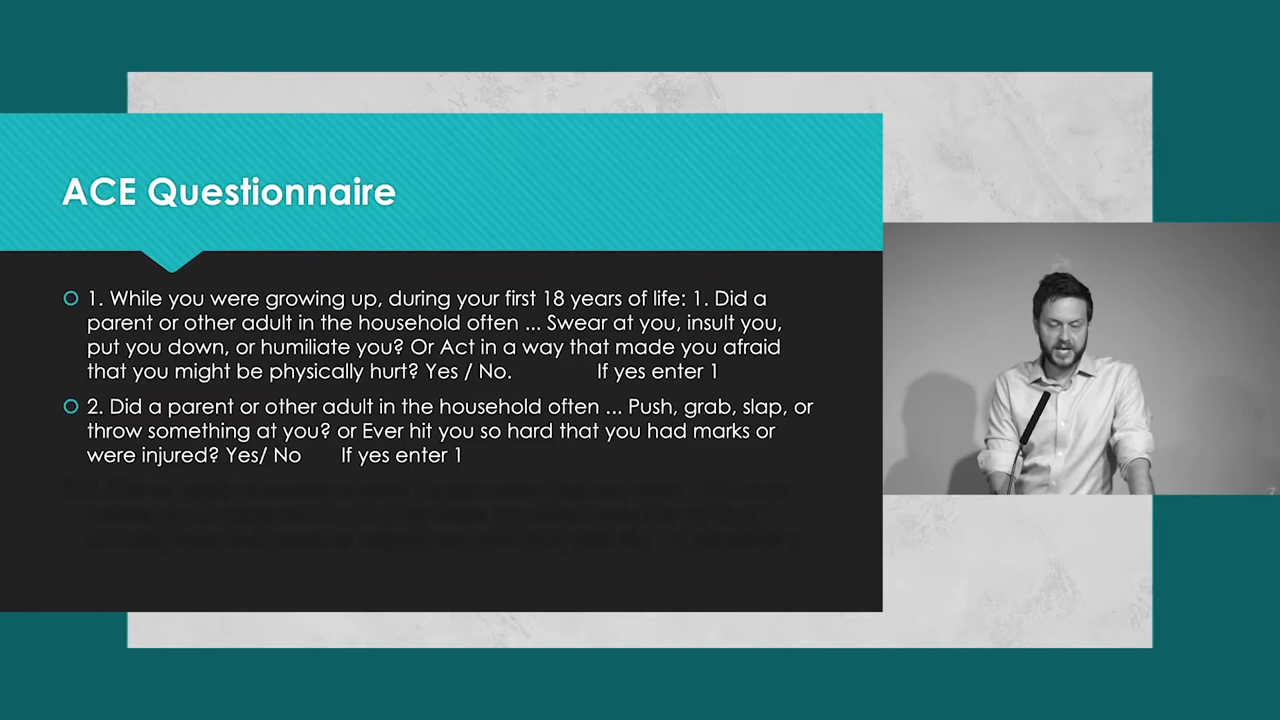 ACE Questionnaire
1. While you were growing up, during your first 18 years of life: 1. Did a
parent or other adult in the household often ... Swear at you, insult you,
put you down, or humiliate you? Or Act in a way that made you afraid
that you might be physically hurt? Yes / No. If yes enter 1
2. Did a parent or other adult in the household often ... Push, grab, slap, or
throw something at you? or Ever hit you so hard that you had marks or
were injured? Yes/ No If yes enter 1